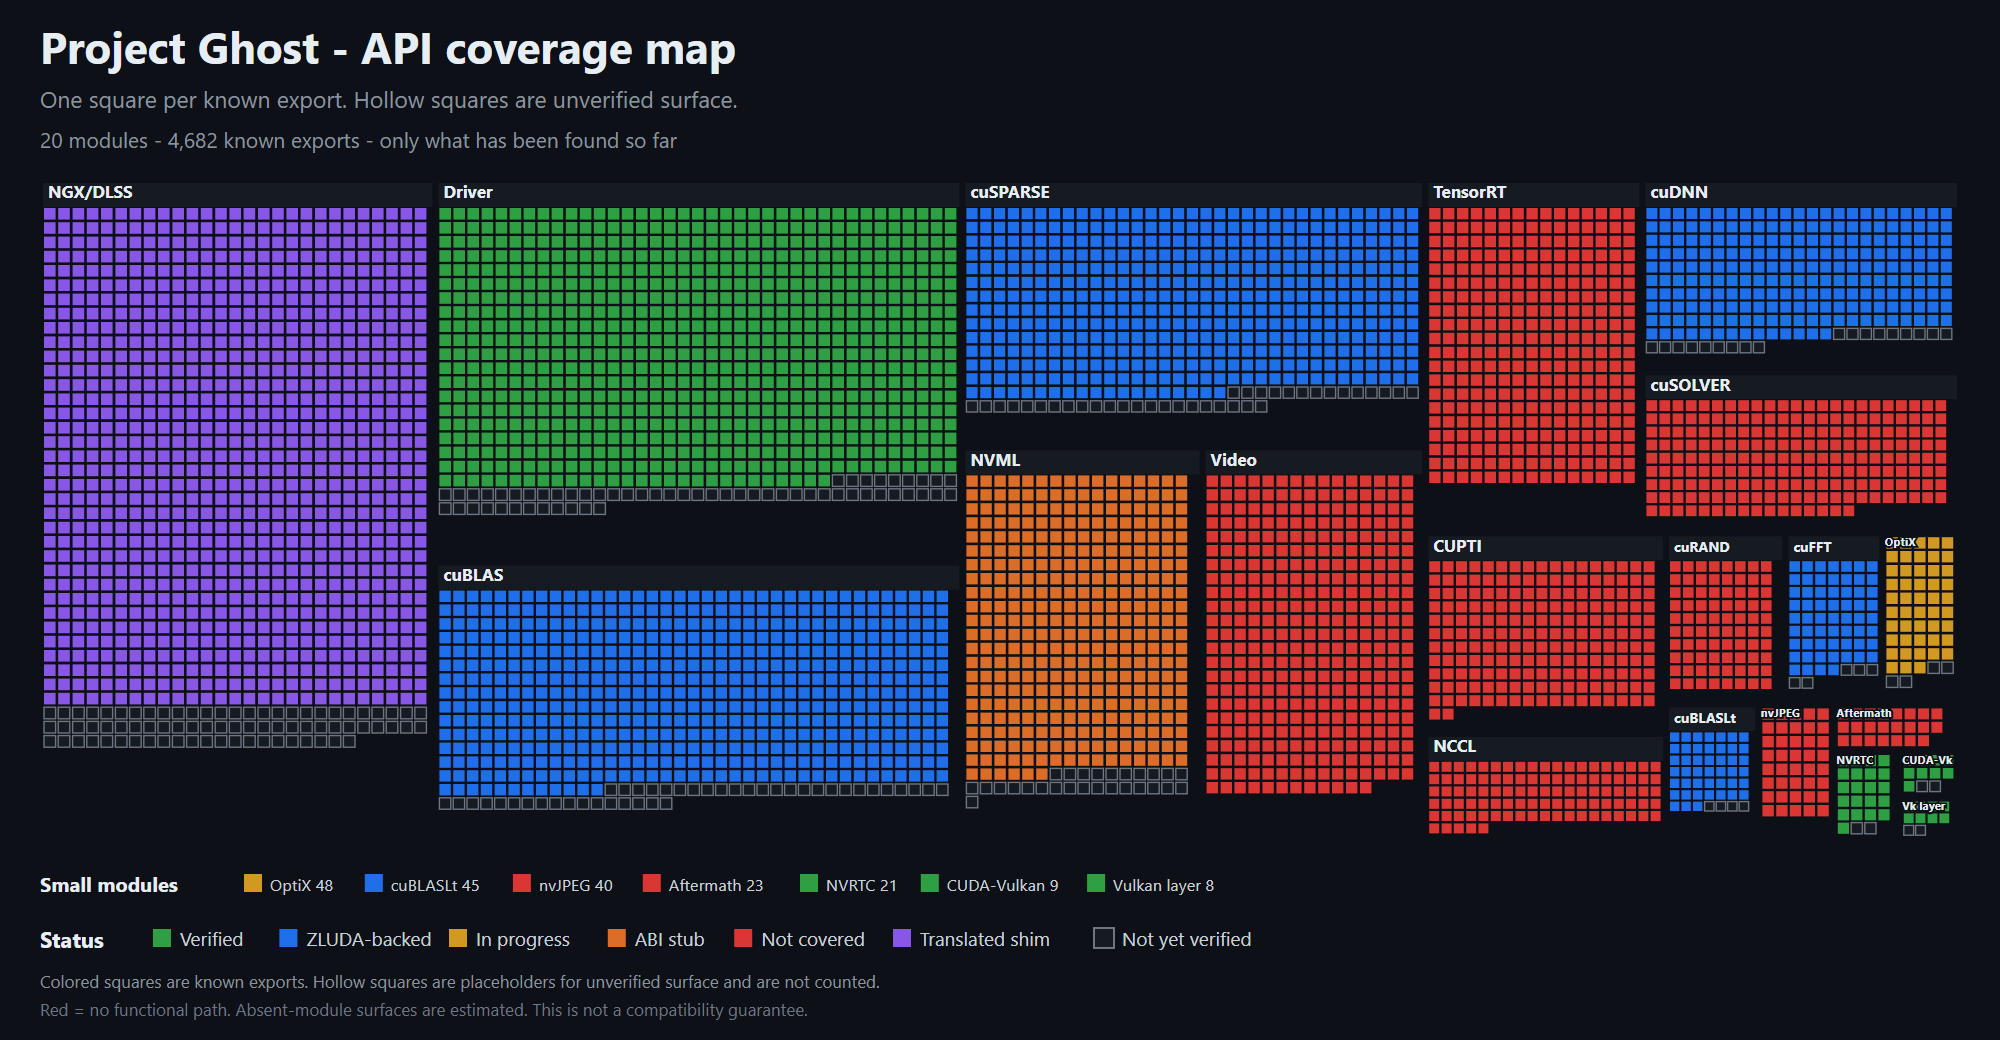 Project Ghost - API coverage map
One square per known export. Hollow squares are unverified surface.
20 modules - 4,682 known exports - only what has been found so far
NGX/DLSS
Driver
cuSPARSE
TensorRT
cuDNN
cuSOLVER
NVML
Video
CUPTI
cuRAND
cuFFT
OptiX
cuBLAS
cuBLASLt
nvJPEG
Aftermath
NCCL
NVRTC
CUDA-Vk
Vk layer
Small modules
OptiX 48
cuBLASLt 45
nvJPEG 40
Aftermath 23
NVRTC 21
CUDA-Vulkan 9
Vulkan layer 8
Status
Verified
ZLUDA-backed
In progress
ABI stub
Not covered
Translated shim
Not yet verified
Colored squares are known exports. Hollow squares are placeholders for unverified surface and are not counted.
Red = no functional path. Absent-module surfaces are estimated. This is not a compatibility guarantee.